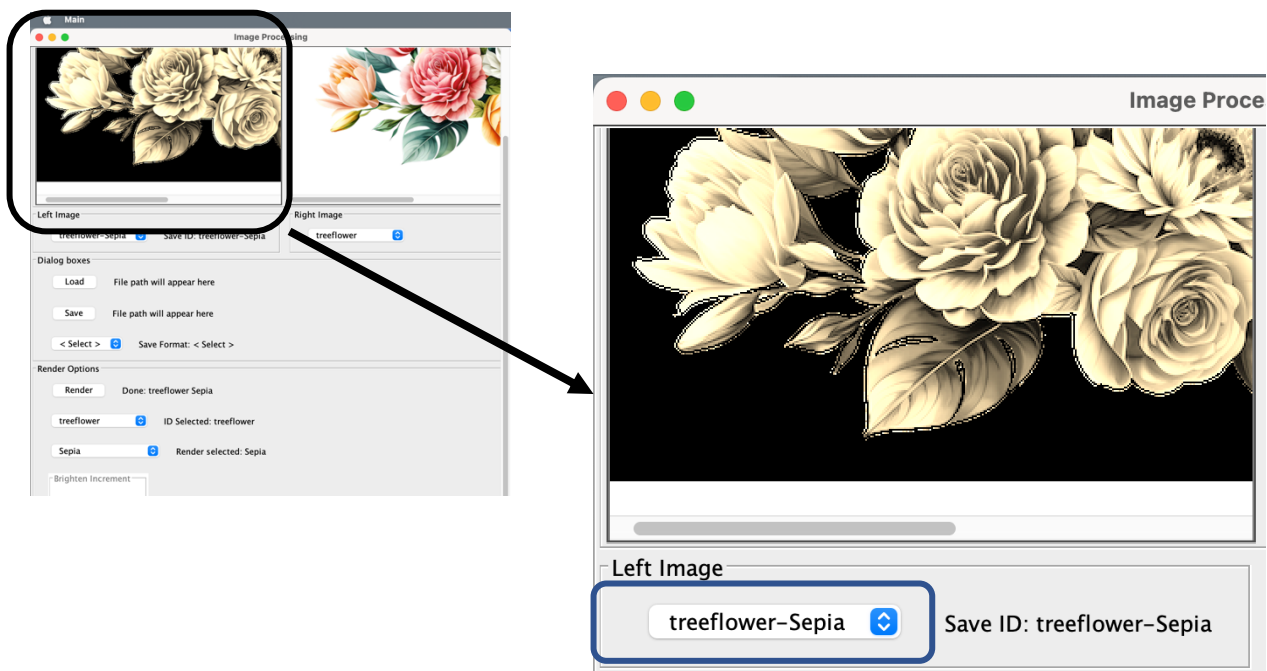 Main
Image Processing
Left Image
Right Image
treeflower-Sepia
Save ID: treeflower-Sepia
treeflower
Dialog boxes
Load
File path will appear here
Save
File path will appear here
< Select >
Save Format: < Select >
Render Options
Render
Done: treeflower Sepia
treeflower
ID Selected: treeflower
Sepia
Render selected: Sepia
Brighten Increment
Image Proce
Left Image
treeflower-Sepia
Save ID: treeflower-Sepia